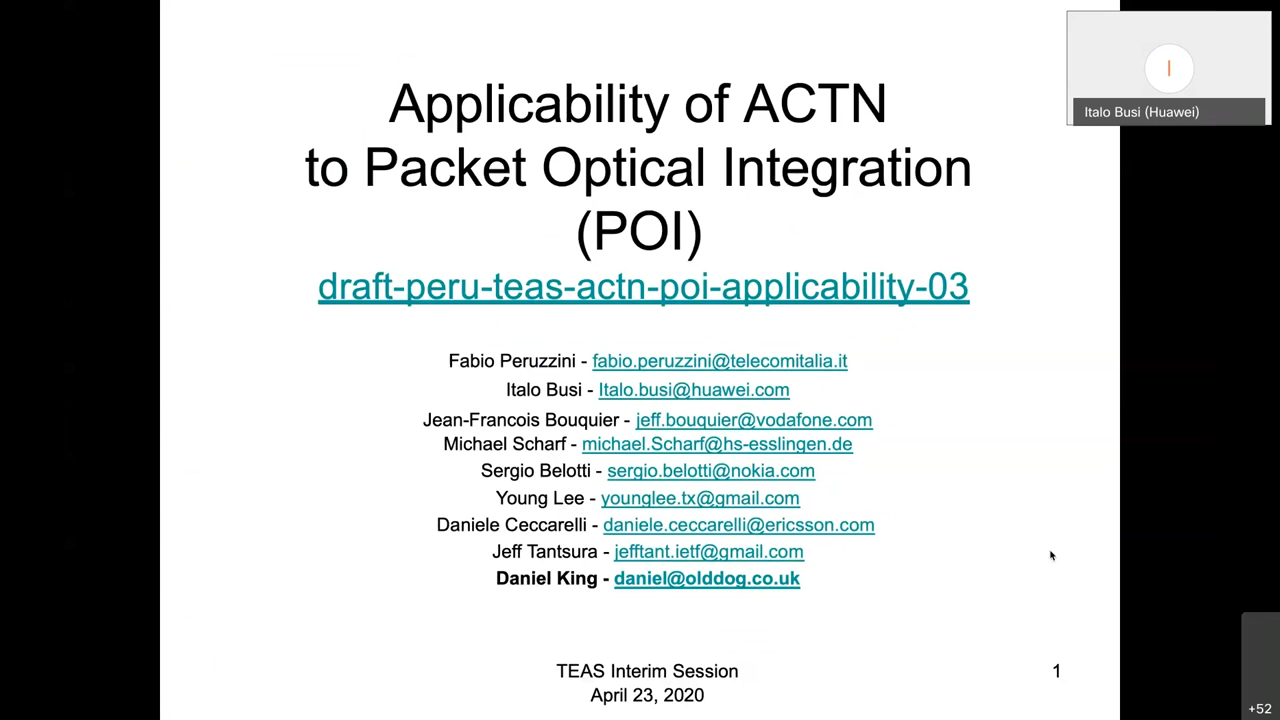 Applicability of ACTN
to Packet Optical Integration
(POI)
draft-peru-teas-actn-poi-applicability-03
Fabio Peruzzini - fabio.peruzzini@telecomitalia.it
Italo Busi - Italo.busi@huawei.com
Jean-Francois Bouquier - jeff.bouquier@vodafone.com
Michael Scharf - michael.Scharf@hs-esslingen.de
Sergio Belotti - sergio.belotti@nokia.com
Young Lee - younglee.tx@gmail.com
Daniele Ceccarelli - daniele.ceccarelli@ericsson.com
Jeff Tantsura - jefftant.ietf@gmail.com
Daniel King - daniel@olddog.co.uk
TEAS Interim Session
April 23, 2020
1
I
Italo Busi (Huawei)
+52